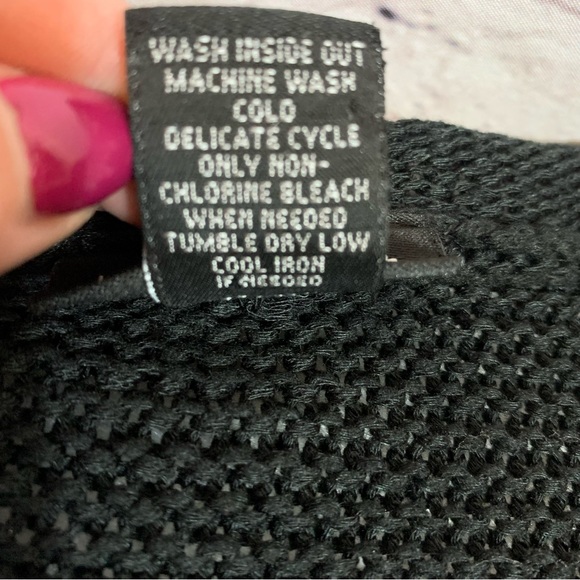 WASH INSIDE OUT
MACHINE WASH
COLD
DELICATE CYCLE
ONLY NON-
CHLORINE BLEACH
WHEN NEEDED
TUMBLE DRY LOW
COOL IRON
IF NEEDED